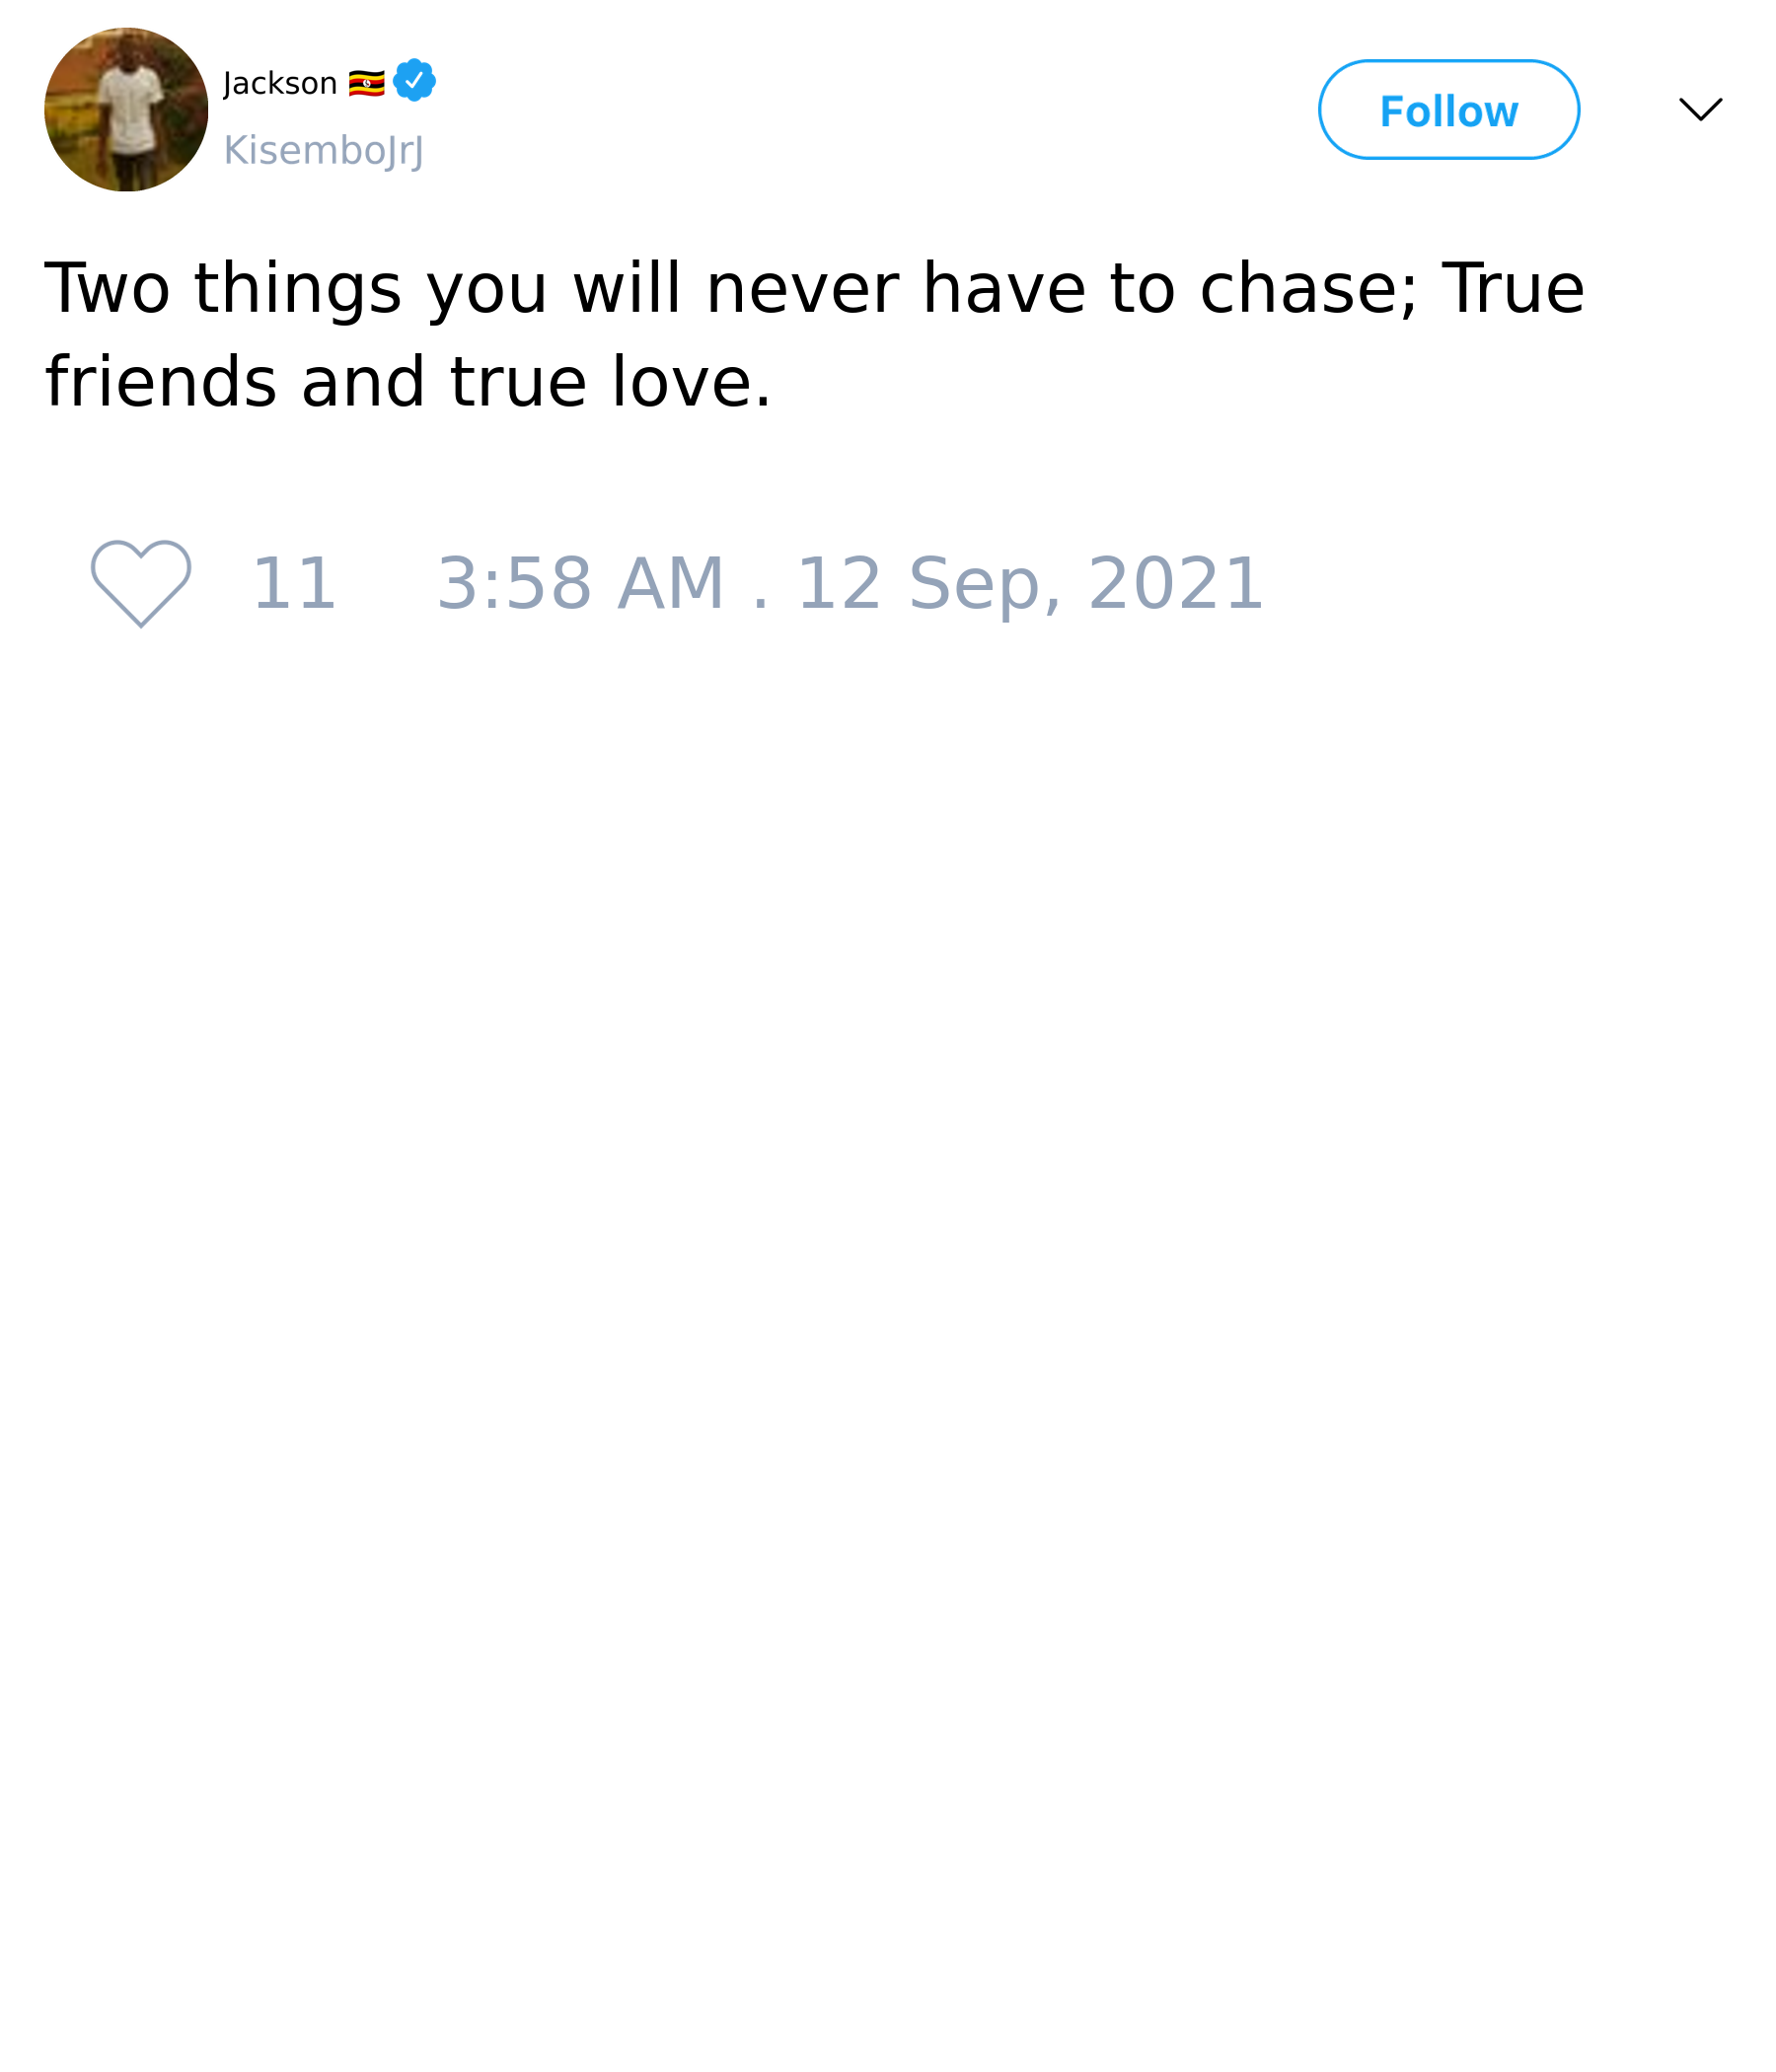 Jackson 🇺🇬
KisemboJrJ
Follow
Two things you will never have to chase; True
friends and true love.
11 3:58 AM . 12 Sep, 2021